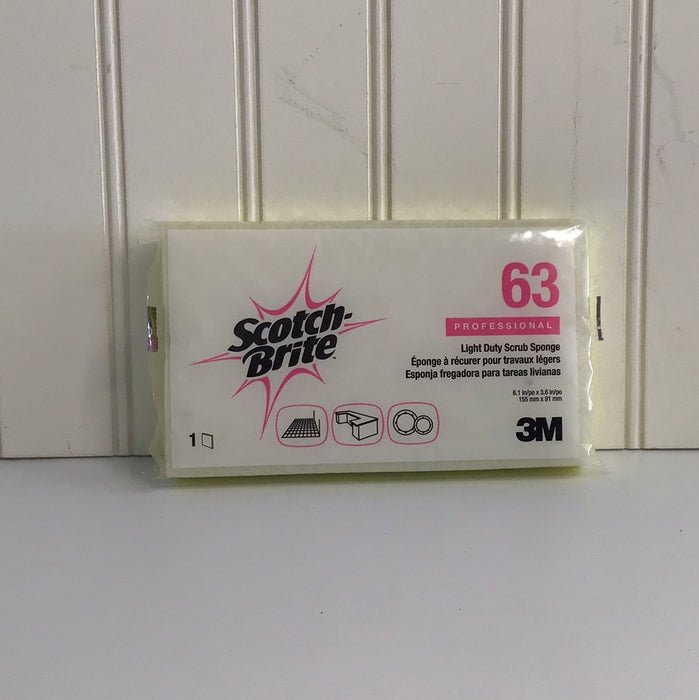 63
PROFESSIONAL
Scotch-
Brite
Light Duty Scrub Sponge
Éponge à récurer pour travaux légers
Esponja fregadora para tareas livianas
6.1 in/po x 3.6 in/po
155 mm x 91 mm
1
3M